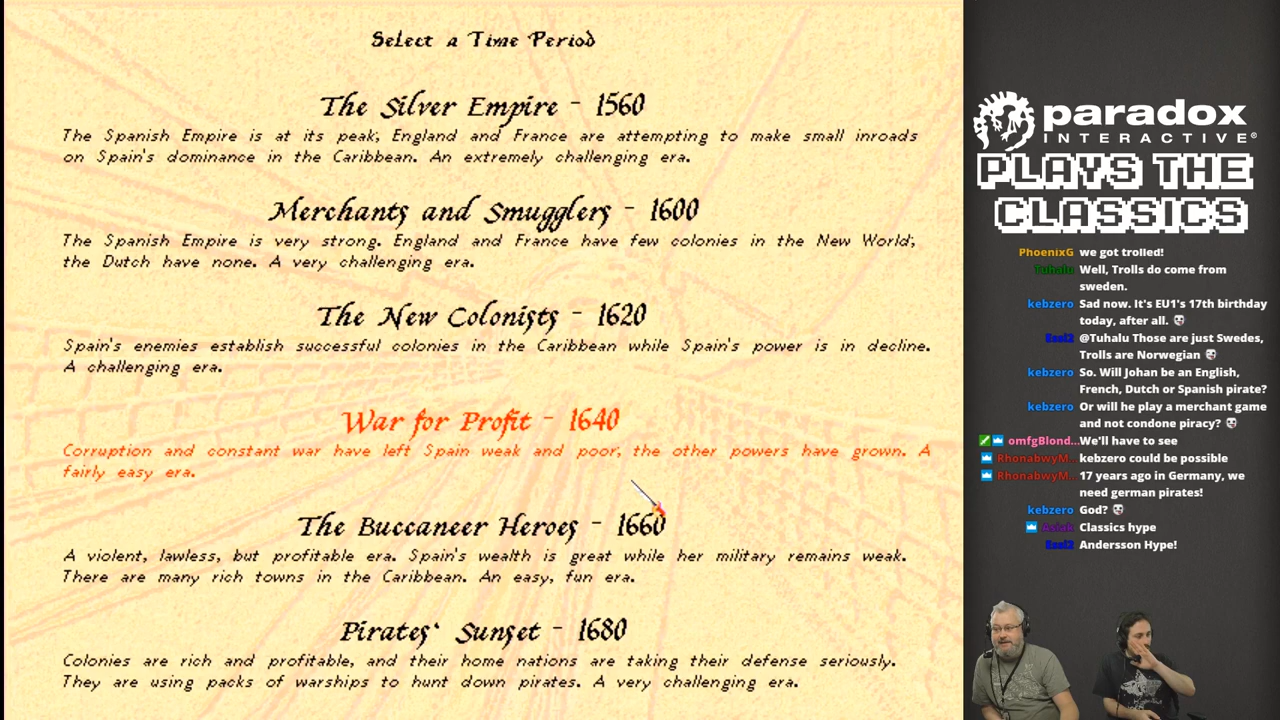 Select a Time Period
The Silver Empire - 1560
The Spanish Empire is at its peak, England and France are attempting to make small inroads
on Spain's dominance in the Caribbean. An extremely challenging era.
Merchants and Smugglers - 1600
The Spanish Empire is very strong. England and France have few colonies in the New World;
the Dutch have none. A very challenging era.
The New Colonists - 1620
Spain's enemies establish successful colonies in the Caribbean while Spain's power is in decline.
A challenging era.
War for Profit - 1640
Corruption and constant war have left Spain weak and poor; the other powers have grown. A
fairly easy era.
The Buccaneer Heroes - 1660
A violent, lawless, but profitable era. Spain's wealth is great while her military remains weak.
There are many rich towns in the Caribbean. An easy, fun era.
Pirates' Sunset - 1680
Colonies are rich and profitable, and their home nations are taking their defense seriously.
They are using packs of warships to hunt down pirates. A very challenging era.
paradox
INTERACTIVE®
PLAYS THE
CLASSICS
PhoenixG we got trolled!
Tuhalu Well, Trolls do come from
sweden.
kebzero Sad now. It's EU1's 17th birthday
today, after all.
@Tuhalu Those are just Swedes,
Trolls are Norwegian
kebzero So. Will Johan be an English,
French, Dutch or Spanish pirate?
kebzero Or will he play a merchant game
and not condone piracy?
omfgBlond... We'll have to see
RhonabwyM... kebzero could be possible
RhonabwyM... 17 years ago in Germany, we
need german pirates!
kebzero God?
Classics hype
Andersson Hype!